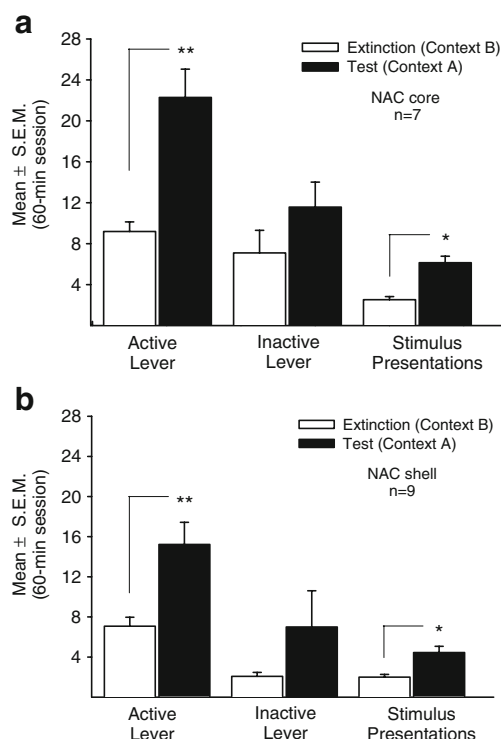 a
Mean ± S.E.M.
(60-min session)
28
24
20
16
12
8
4
**
*
Extinction (Context B)
Test (Context A)
NAC core
n=7
Active
Lever
Inactive
Lever
Stimulus
Presentations
b
Mean ± S.E.M.
(60-min session)
28
24
20
16
12
8
4
**
*
Extinction (Context B)
Test (Context A)
NAC shell
n=9
Active
Lever
Inactive
Lever
Stimulus
Presentations